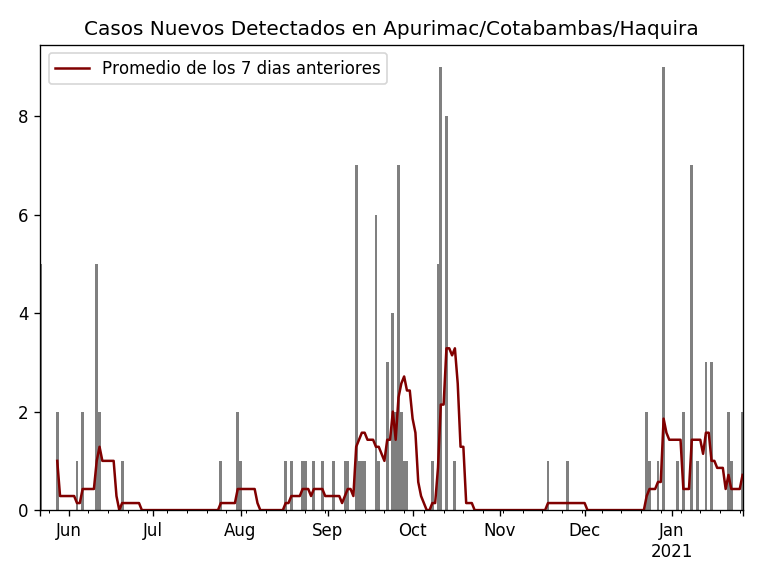 Casos Nuevos Detectados en Apurimac/Cotabambas/Haquira
Promedio de los 7 dias anteriores
8
6
4
2
0
Jun Jul Aug Sep Oct Nov Dec Jan
2021